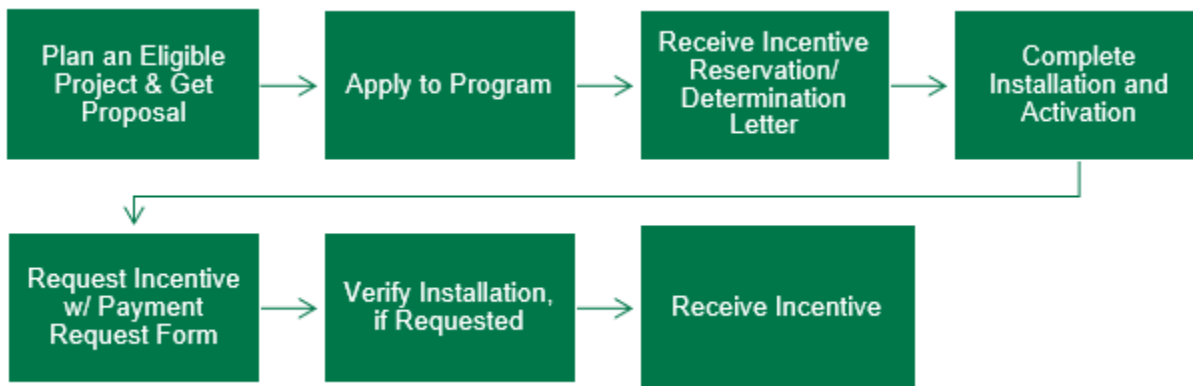 Plan an Eligible
Project & Get
Proposal
Apply to Program
Receive Incentive
Reservation/
Determination
Letter
Complete
Installation and
Activation
Request Incentive
w/ Payment
Request Form
Verify Installation,
if Requested
Receive Incentive